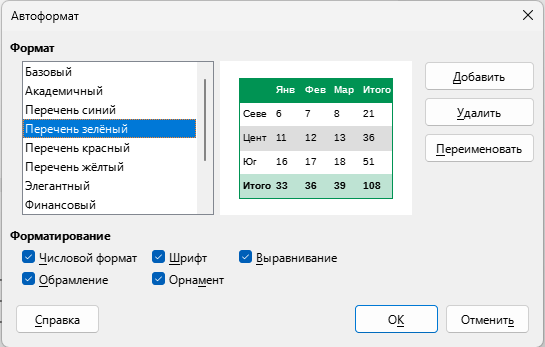 Автоформат
Формат
Базовый
Академичный
Перечень синий
Перечень зелёный
Перечень красный
Перечень жёлтый
Элегантный
Финансовый
Янв Фев Мар Итого
Севе 6 7 8 21
Цент 11 12 13 36
Юг 16 17 18 51
Итого 33 36 39 108
Добавить
Удалить
Переименовать
Форматирование
Числовой формат Шрифт Выравнивание
Обрамление Орнамент
Справка OK Отменить